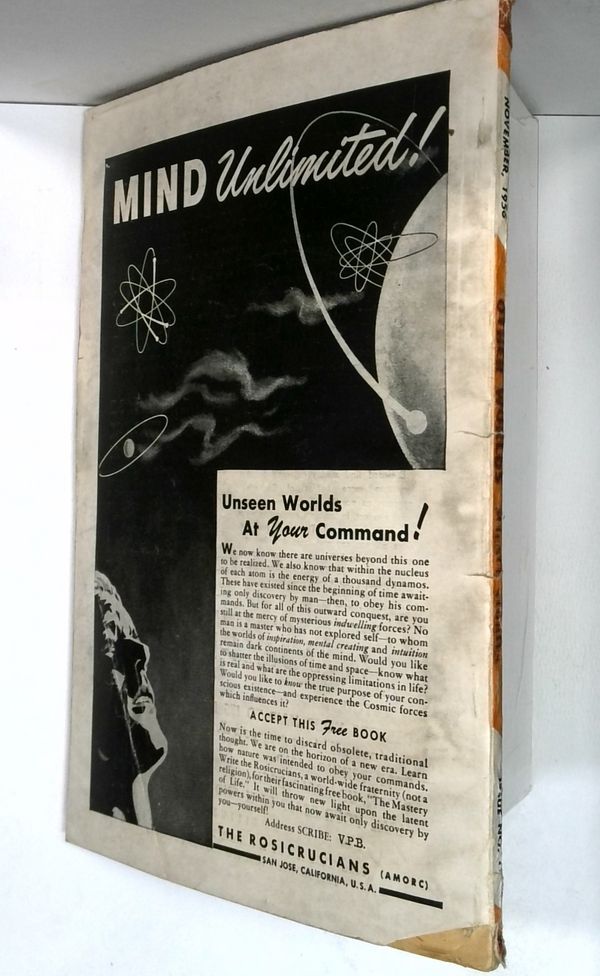 MIND Unlimited!
Unseen Worlds
At Your Command!
We now know there are universes beyond this one
to be realized. We also know that within the nucleus
of each atom is the energy of a thousand dynamos.
These have existed since the beginning of time await-
ing only discovery by man—then, to obey his com-
mands. But for all of this outward conquest, are you
still at the mercy of mysterious indwelling forces? No
man is a master who has not explored self—to whom
the worlds of inspiration, mental creating and intuition
remain dark continents of the mind. Would you like
to shatter the illusions of time and space—know what
is real and what are the oppressing limitations in life?
Would you like to know the true purpose of your con-
scious existence—and experience the Cosmic forces
which influences it?
ACCEPT THIS Free BOOK
Now is the time to discard obsolete, traditional
thought. We are on the horizon of a new era. Learn
how nature was intended to obey your commands.
Write the Rosicrucians, a world-wide fraternity (not a
religion), for their fascinating free book, "The Mastery
of Life." It will throw new light upon the latent
powers within you that now await only discovery by
you—yourself!
Address SCRIBE: V.P.B.
THE ROSICRUCIANS (AMORC)
SAN JOSE, CALIFORNIA, U.S.A.
NOVEMBER, 1956